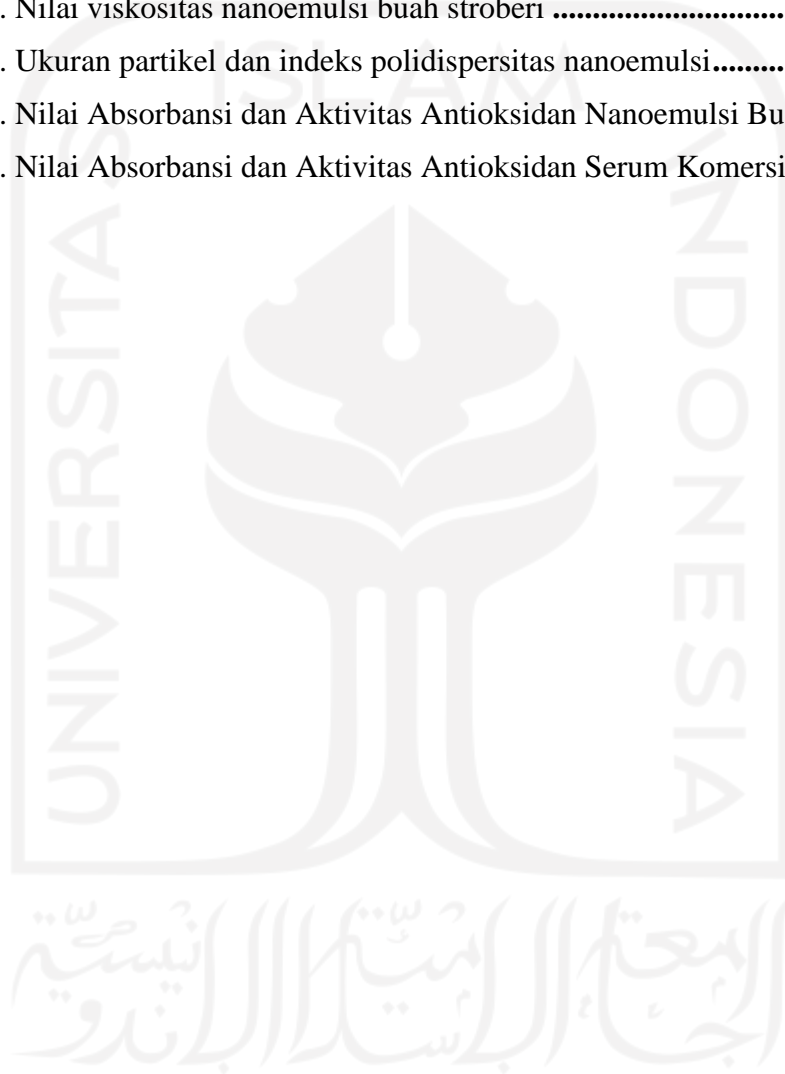 . Nilai viskositas nanoemulsi buah stroberi .............................
. Ukuran partikel dan indeks polidispersitas nanoemulsi.........
. Nilai Absorbansi dan Aktivitas Antioksidan Nanoemulsi Bu
. Nilai Absorbansi dan Aktivitas Antioksidan Serum Komersi
ISLAM
UNIVERSITAS
INDONESIA